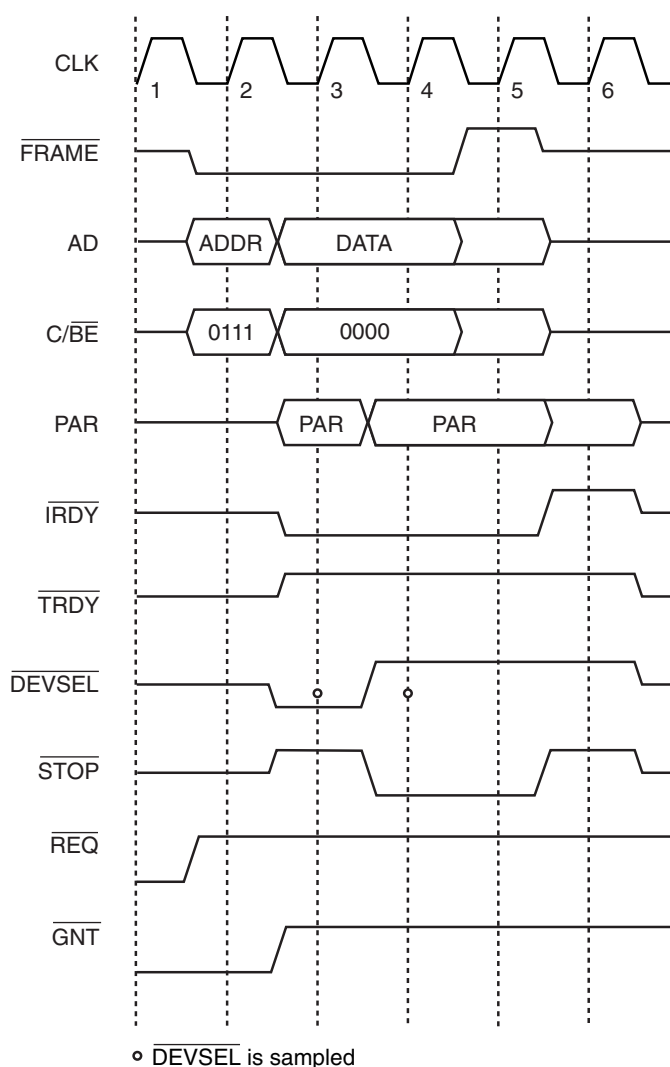 CLK
1 2 3 4 5 6
FRAME
AD ADDR DATA
C/BE 0111 0000
PAR PAR PAR
IRDY
TRDY
DEVSEL
STOP
REQ
GNT
DEVSEL is sampled